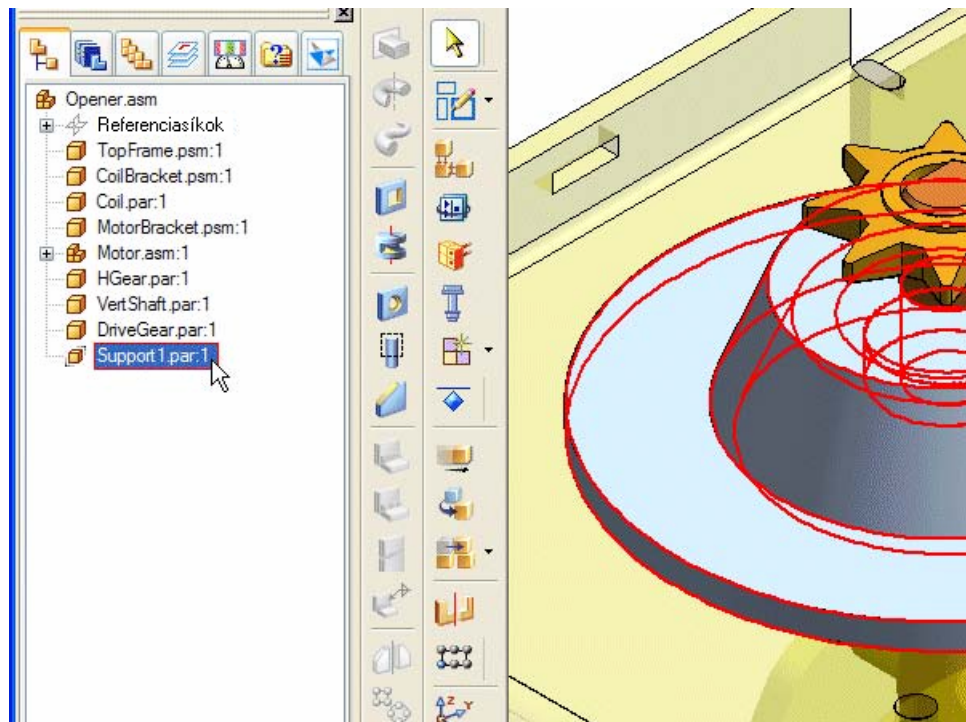 Opener.asm
Referenciasíkok
TopFrame.psm:1
CoilBracket.psm:1
Coil.par:1
MotorBracket.psm:1
Motor.asm:1
HGear.par:1
VertShaft.par:1
DriveGear.par:1
Support1.par:1